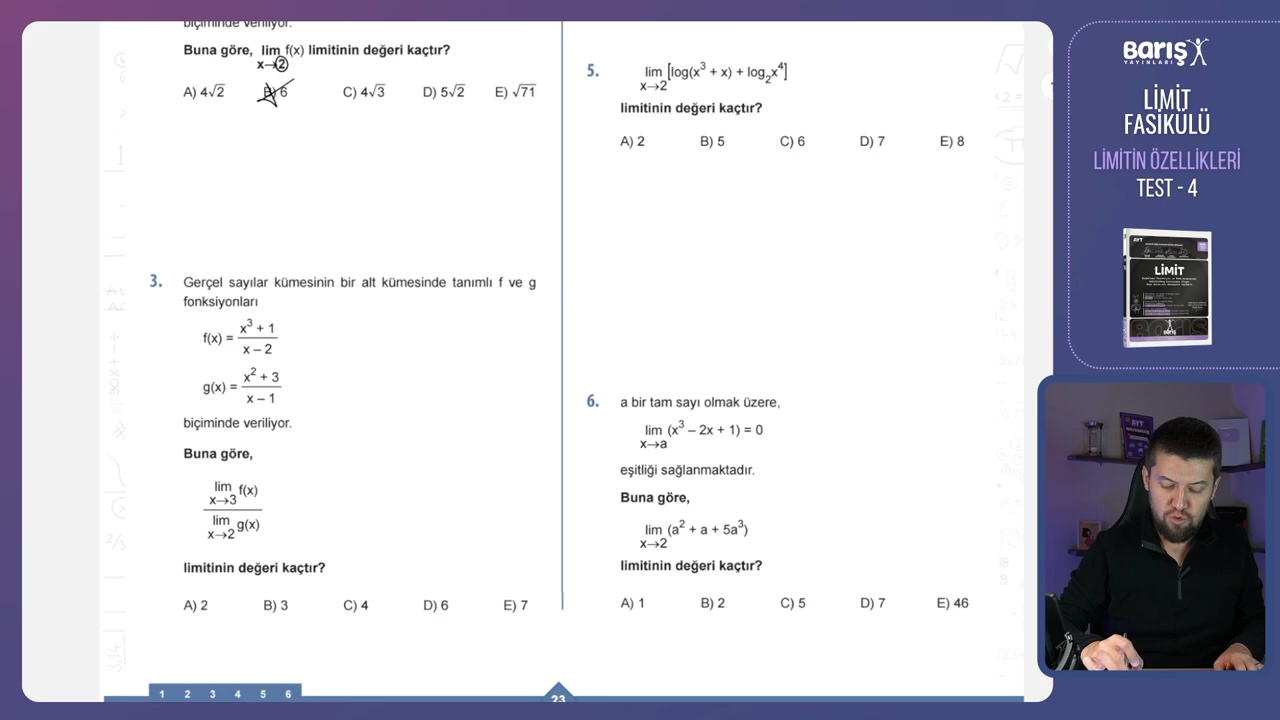 biçiminde veriliyor.
Buna göre, lim f(x) limitinin değeri kaçtır?
x→2
A) 4√2 B) 6 C) 4√3 D) 5√2 E) √71
3. Gerçel sayılar kümesinin bir alt kümesinde tanımlı f ve g
fonksiyonları
f(x) = x³ + 1
x – 2
g(x) = x² + 3
x – 1
biçiminde veriliyor.
Buna göre,
lim f(x)
x→3
lim g(x)
x→2
limitinin değeri kaçtır?
A) 2 B) 3 C) 4 D) 6 E) 7
5. lim [log(x³ + x) + log₂x⁴]
x→2
limitinin değeri kaçtır?
A) 2 B) 5 C) 6 D) 7 E) 8
6. a bir tam sayı olmak üzere,
lim (x³ – 2x + 1) = 0
x→a
eşitliği sağlanmaktadır.
Buna göre,
lim (a² + a + 5a³)
x→2
limitinin değeri kaçtır?
A) 1 B) 2 C) 5 D) 7 E) 46
1 2 3 4 5 6
23
BARIŞ
YAYINLARI
LİMİT
FASİKÜLÜ
LİMİTİN ÖZELLİKLERİ
TEST - 4
AYT
LİMİT
BARIŞ